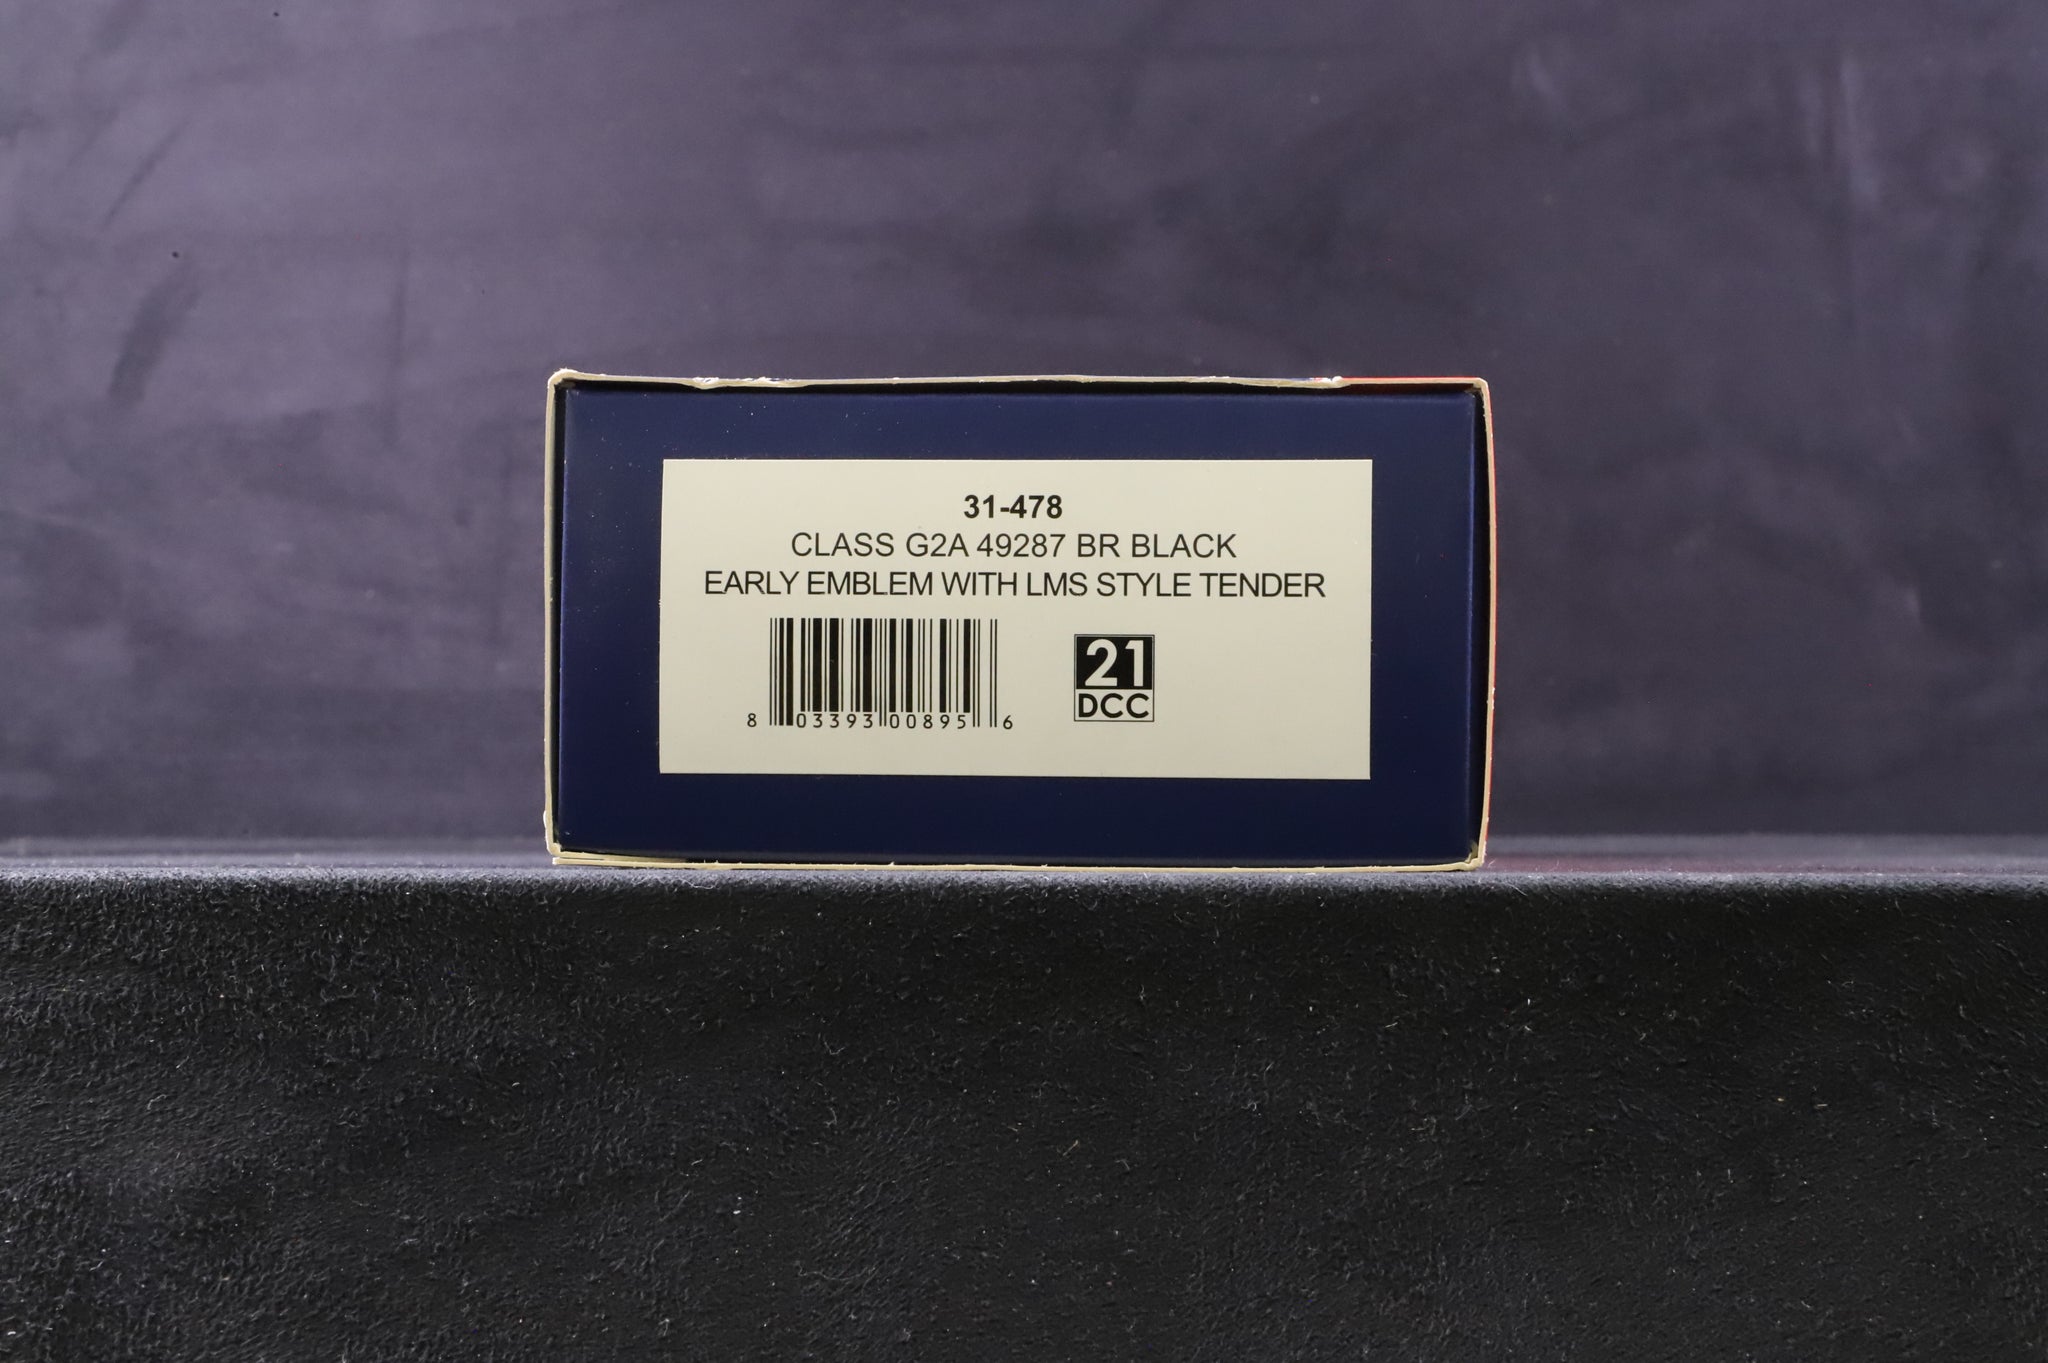 31-478
CLASS G2A 49287 BR BLACK
EARLY EMBLEM WITH LMS STYLE TENDER
8 03393 00895 6
21
DCC